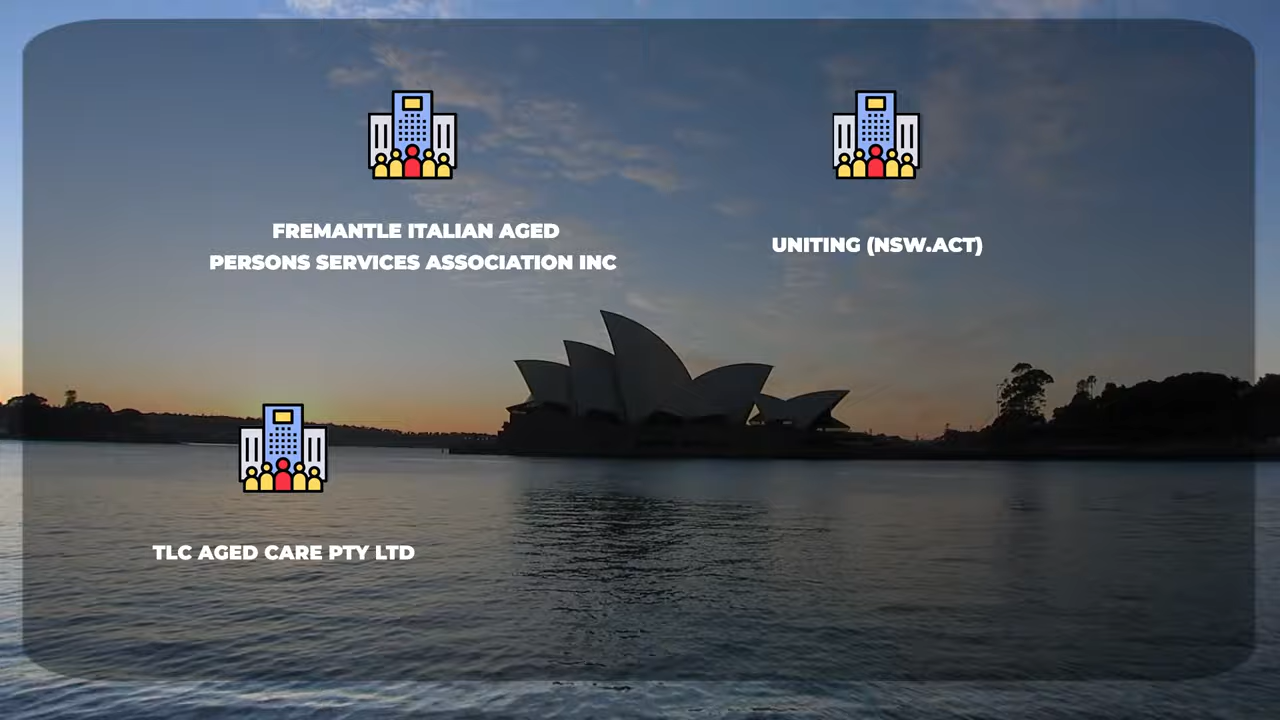 FREMANTLE ITALIAN AGED
PERSONS SERVICES ASSOCIATION INC
UNITING (NSW.ACT)
TLC AGED CARE PTY LTD